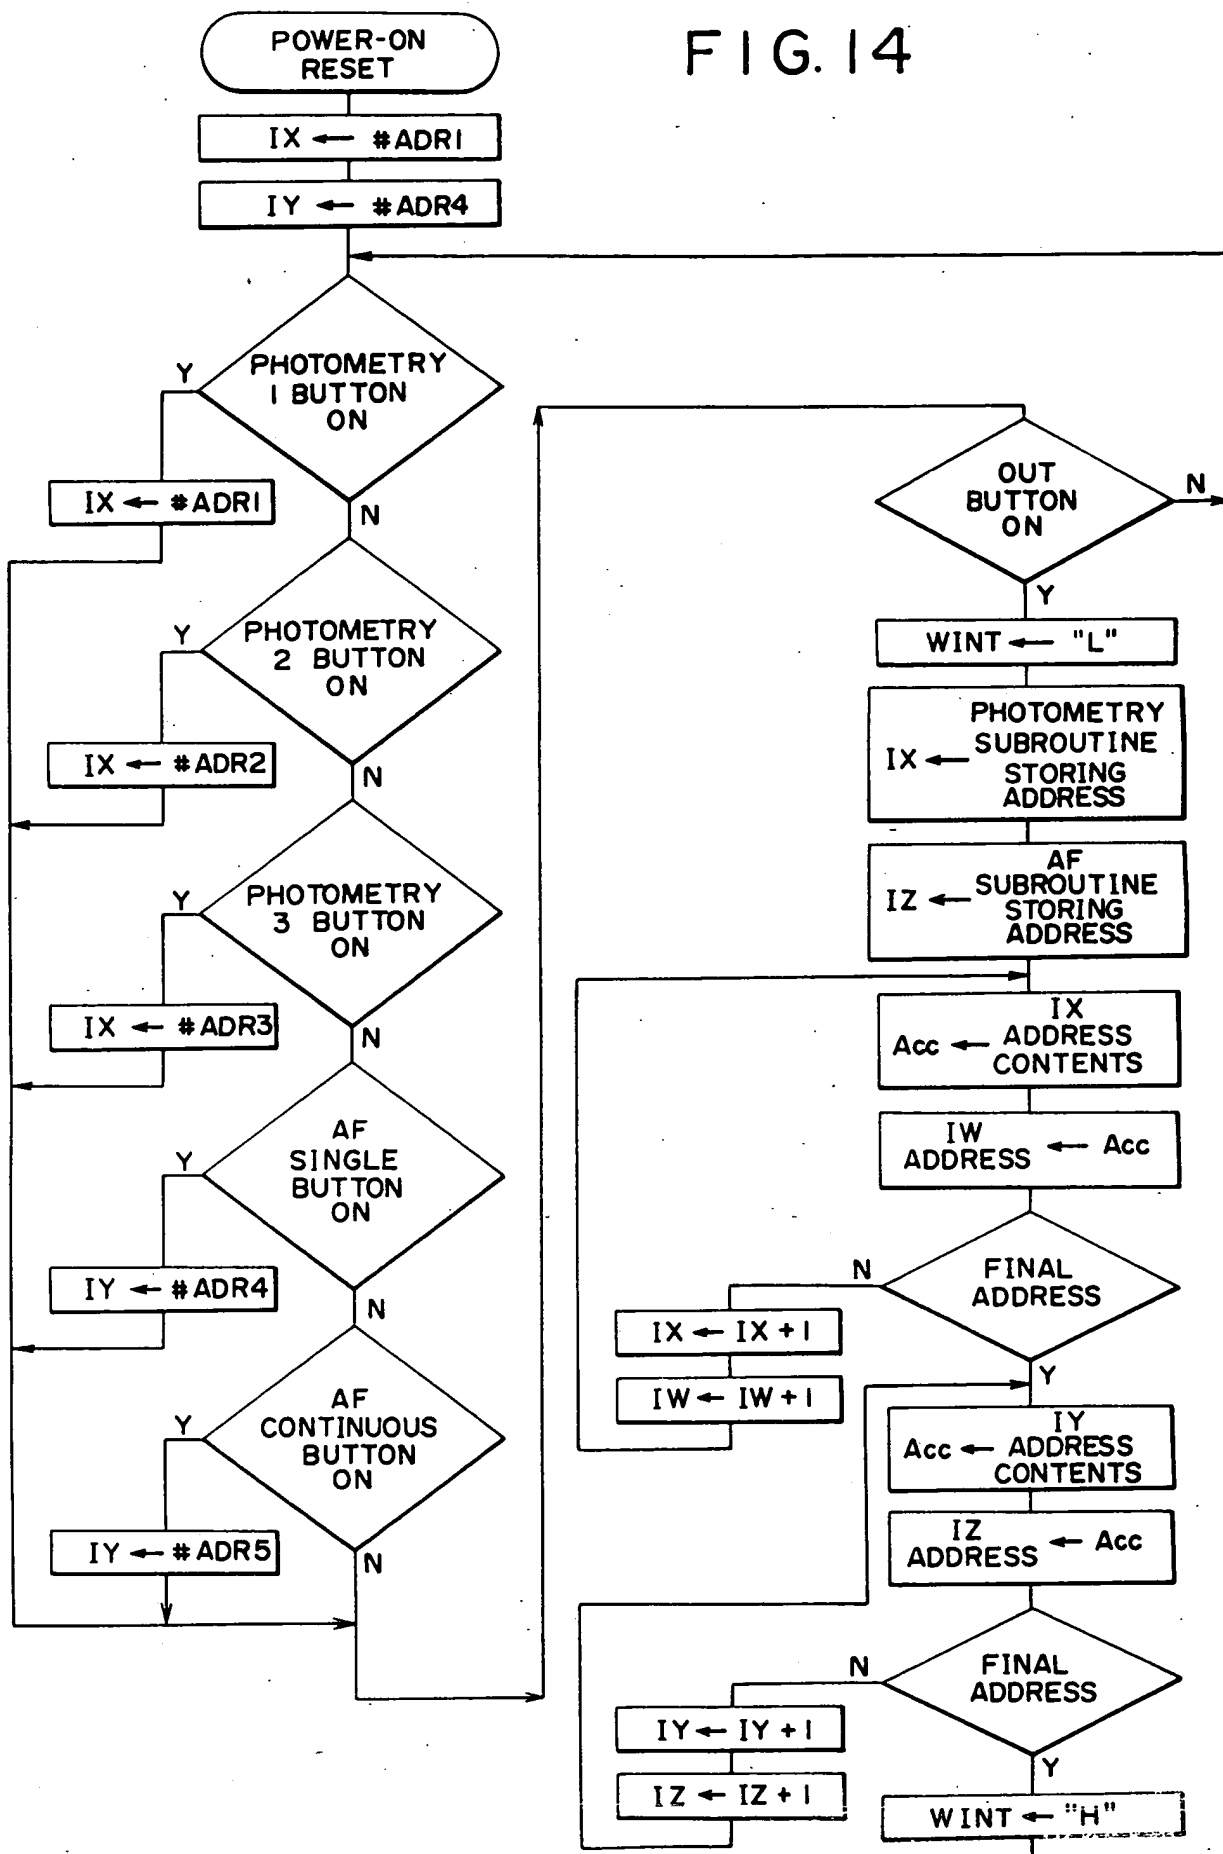 FIG. 14
POWER-ON
RESET
IX ← #ADR1
IY ← #ADR4
PHOTOMETRY
1 BUTTON
ON
Y
N
IX ← #ADR1
PHOTOMETRY
2 BUTTON
ON
Y
N
IX ← #ADR2
PHOTOMETRY
3 BUTTON
ON
Y
N
IX ← #ADR3
AF
SINGLE
BUTTON
ON
Y
N
IY ← #ADR4
AF
CONTINUOUS
BUTTON
ON
Y
N
IY ← #ADR5
OUT
BUTTON
ON
N
Y
WINT ← "L"
IX ← PHOTOMETRY
SUBROUTINE
STORING
ADDRESS
IZ ← AF
SUBROUTINE
STORING
ADDRESS
Acc ← IX
ADDRESS
CONTENTS
IW
ADDRESS ← Acc
FINAL
ADDRESS
N
Y
IX ← IX + 1
IW ← IW + 1
Acc ← IY
ADDRESS
CONTENTS
IZ
ADDRESS ← Acc
FINAL
ADDRESS
N
Y
IY ← IY + 1
IZ ← IZ + 1
WINT ← "H"